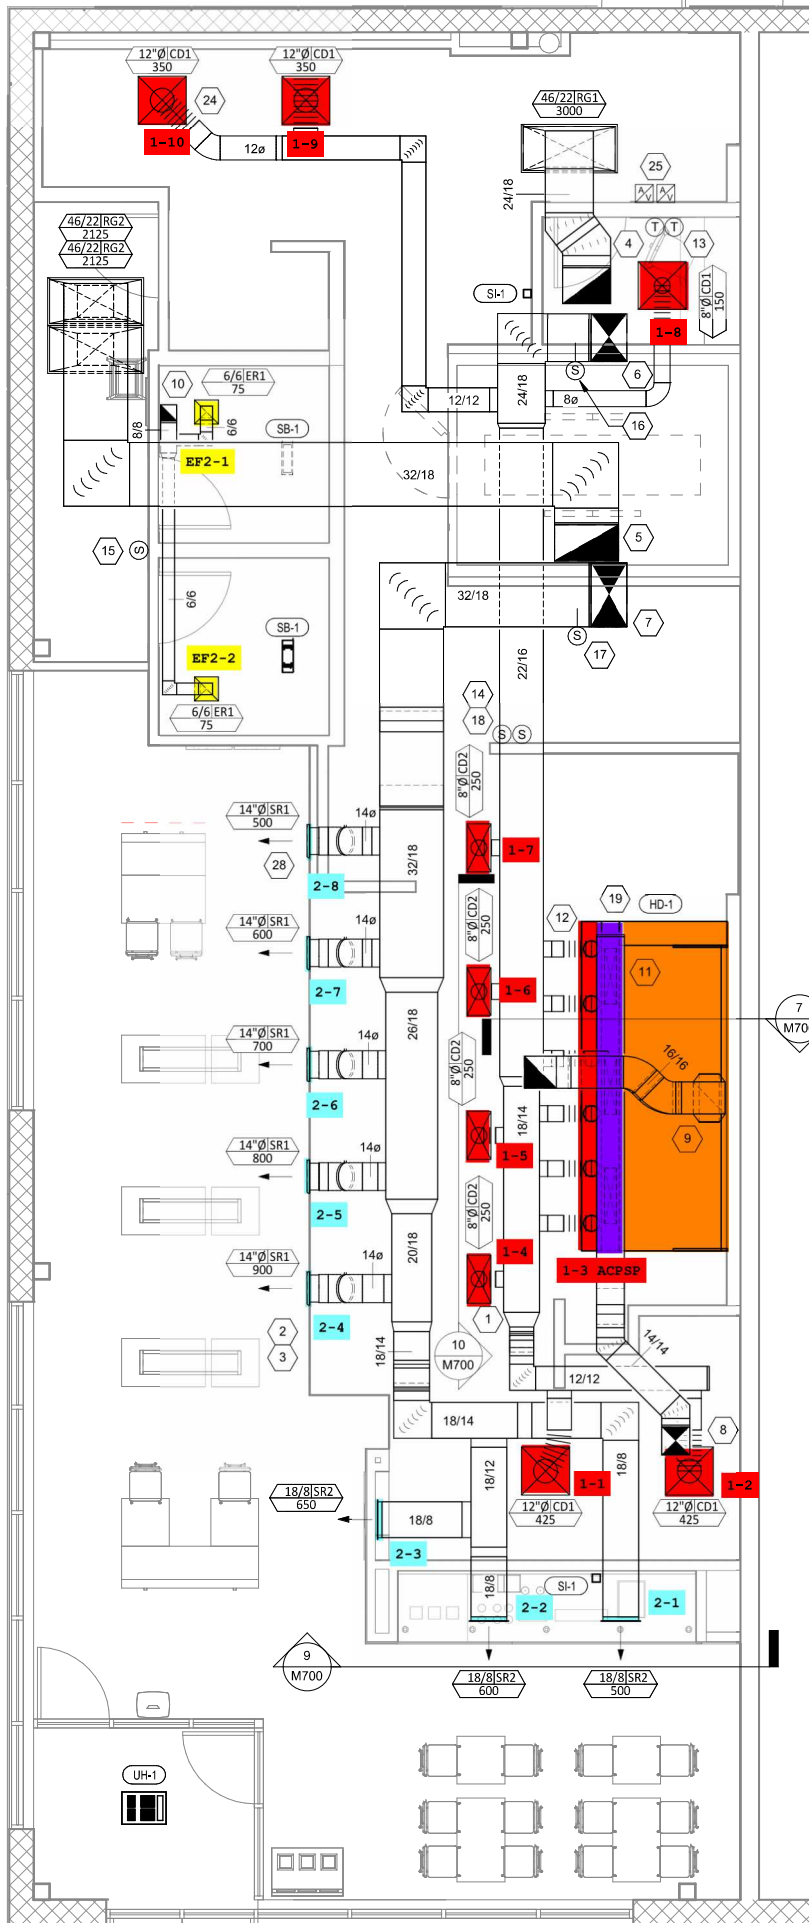 12"Ø CD1
350
12"Ø CD1
350
24
1-10
1-9
12ø
46/22 RG1
3000
24/18
25
A/V
A/V
T
T
4
13
8"Ø CD1
150
1-8
46/22 RG2
2125
46/22 RG2
2125
SI-1
24/18
S
6
16
12/12
8ø
10
6/6 ER1
75
8/8
6/6
SB-1
EF2-1
32/18
15
S
5
6/6
32/18
S
7
17
SB-1
EF2-2
6/6 ER1
75
22/16
14
18
S
S
8"Ø CD2
250
14"Ø SR1
500
14ø
28
2-8
32/18
1-7
14"Ø SR1
600
14ø
2-7
8"Ø CD2
250
1-6
12
19
HD-1
11
26/18
7
M700
14"Ø SR1
700
14ø
2-6
8"Ø CD2
250
16/16
18/14
9
1-5
14"Ø SR1
800
14ø
2-5
8"Ø CD2
250
20/18
1-4
1-3 ACPSP
14"Ø SR1
900
14ø
2-4
1
2
3
18/14
10
M700
14/14
12/12
18/14
8
18/12
18/8
1-1
1-2
12"Ø CD1
425
12"Ø CD1
425
18/8 SR2
650
18/8
2-3
18/8
SI-1
2-2
2-1
9
M700
18/8 SR2
600
18/8 SR2
500
UH-1